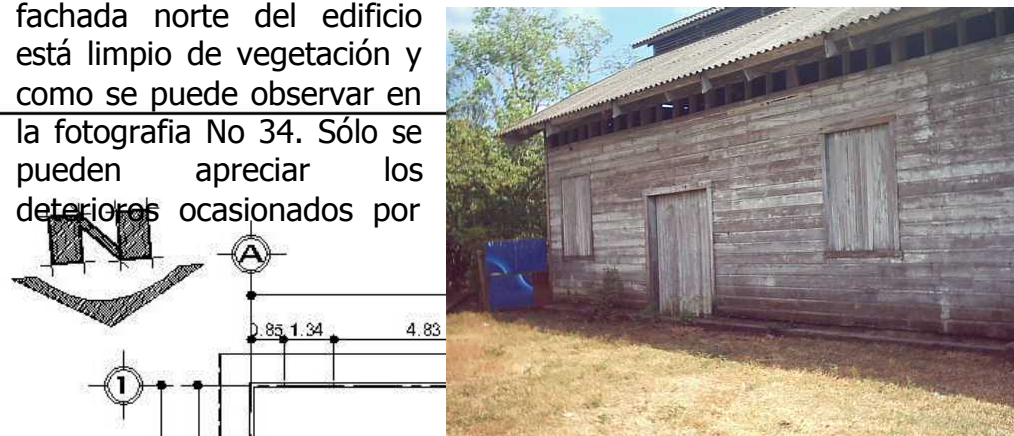 fachada norte del edificio
está limpio de vegetación y
como se puede observar en
la fotografia No 34. Sólo se
pueden apreciar los
deterioros ocasionados por
N
A
0.85 1.34 4.83
1